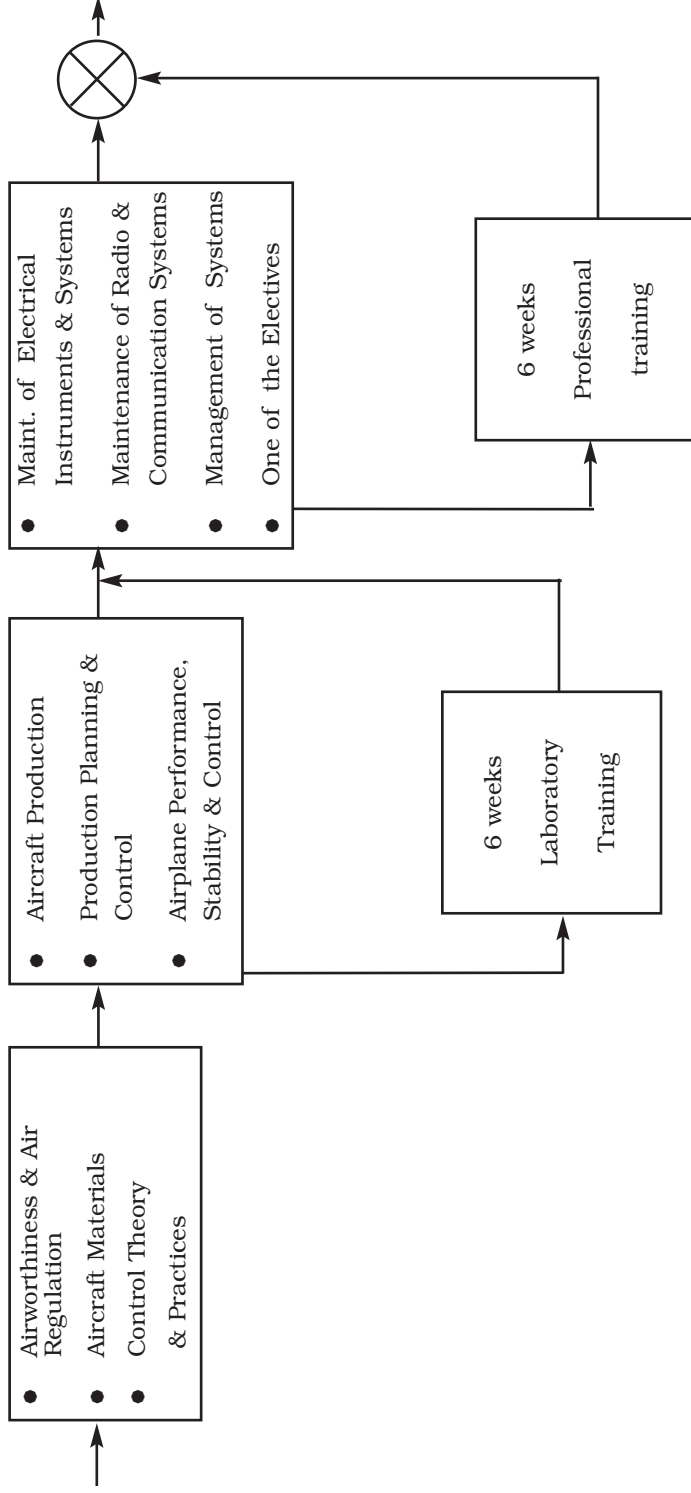 Airworthiness & Air
Regulation
Aircraft Materials
Control Theory
& Practices
Aircraft Production
Production Planning &
Control
Airplane Performance,
Stability & Control
6 weeks
Laboratory
Training
Maint. of Electrical
Instruments & Systems
Maintenance of Radio &
Communication Systems
Management of Systems
One of the Electives
6 weeks
Professional
training